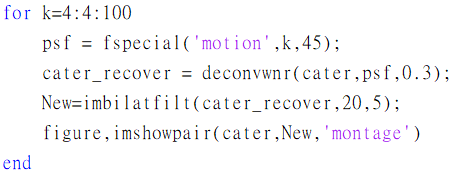 for k=4:4:100
psf = fspecial('motion',k,45);
cater_recover = deconvwnr(cater,psf,0.3);
New=imbilatfilt(cater_recover,20,5);
figure,imshowpair(cater,New,'montage')
end